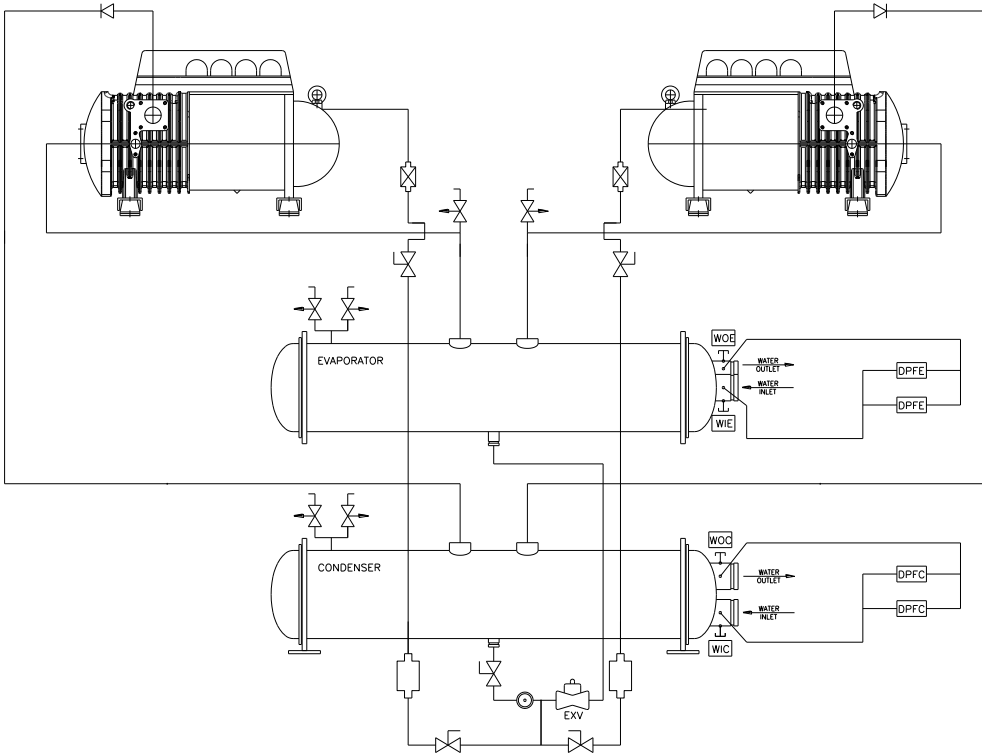 WOE
EVAPORATOR
WATER
OUTLET
DPFE
WATER
INLET
DPFE
WIE
WOC
CONDENSER
WATER
OUTLET
DPFC
WATER
INLET
DPFC
WIC
EXV